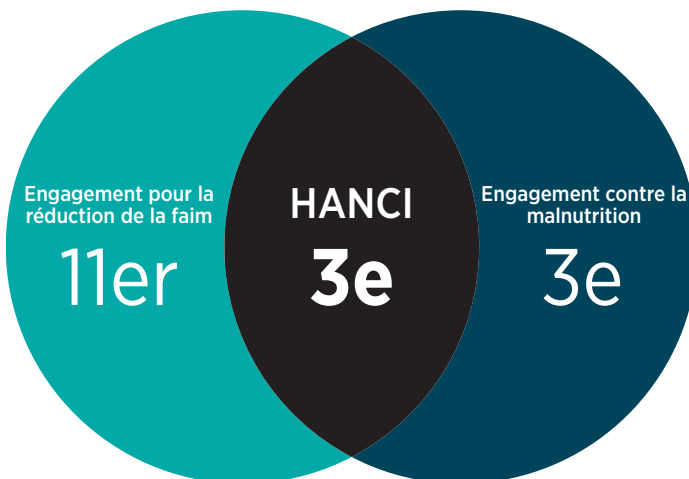 Engagement pour la
réduction de la faim
11er
HANCI
3e
Engagement contre la
malnutrition
3e